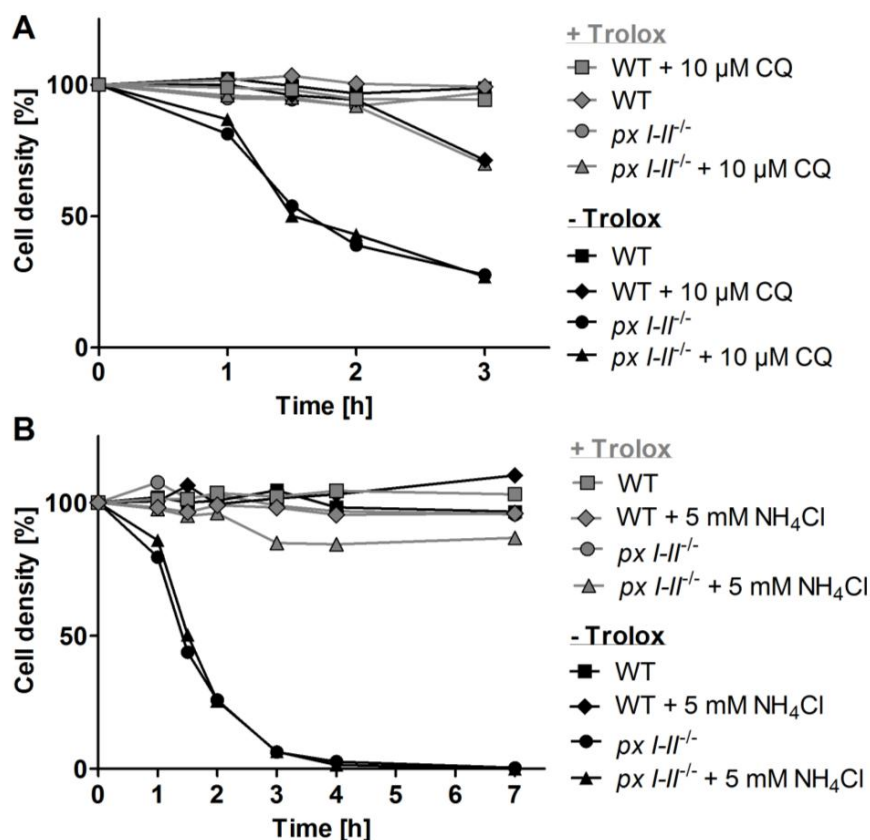 A
Cell density [%]
100
50
0
0 1 2 3
Time [h]
+ Trolox
WT + 10 µM CQ
WT
px I-II-/-
px I-II-/- + 10 µM CQ
- Trolox
WT
WT + 10 µM CQ
px I-II-/-
px I-II-/- + 10 µM CQ
B
Cell density [%]
100
50
0
0 1 2 3 4 5 6 7
Time [h]
+ Trolox
WT
WT + 5 mM NH4Cl
px I-II-/-
px I-II-/- + 5 mM NH4Cl
- Trolox
WT
WT + 5 mM NH4Cl
px I-II-/-
px I-II-/- + 5 mM NH4Cl